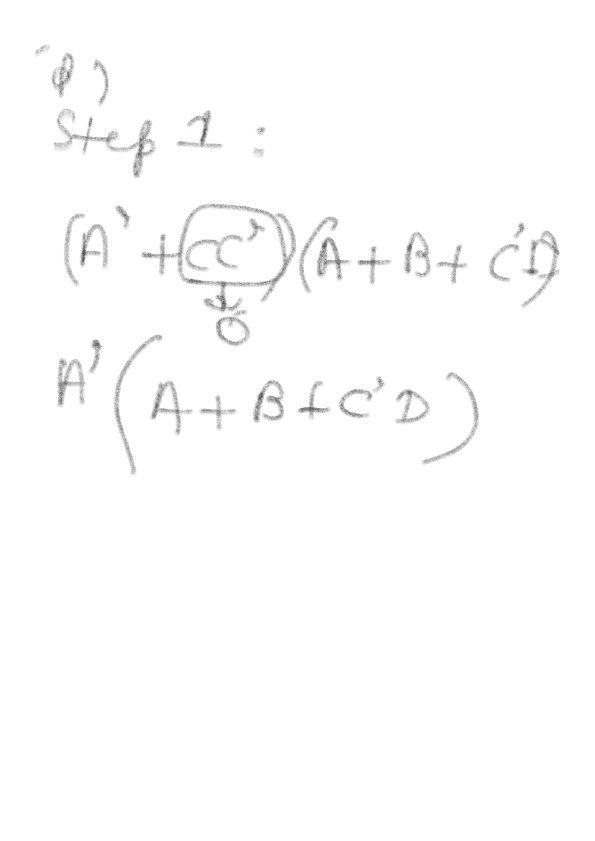 d)
Step 1:
(A' + CC')(A + B + C'D)
↓
0
A'(A + B + C'D)